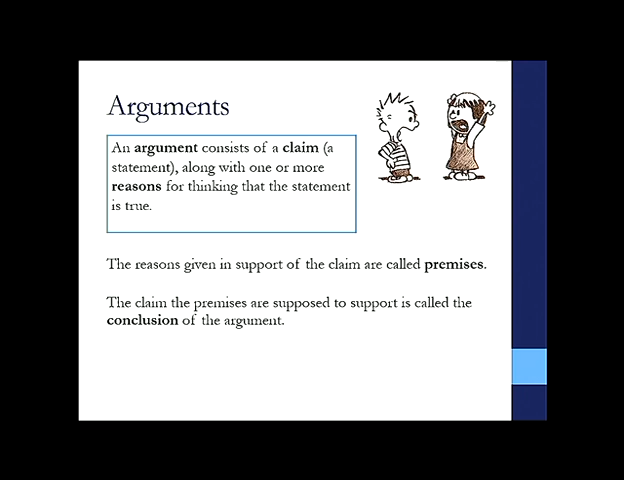 Arguments
An argument consists of a claim (a
statement), along with one or more
reasons for thinking that the statement
is true.
The reasons given in support of the claim are called premises.
The claim the premises are supposed to support is called the
conclusion of the argument.